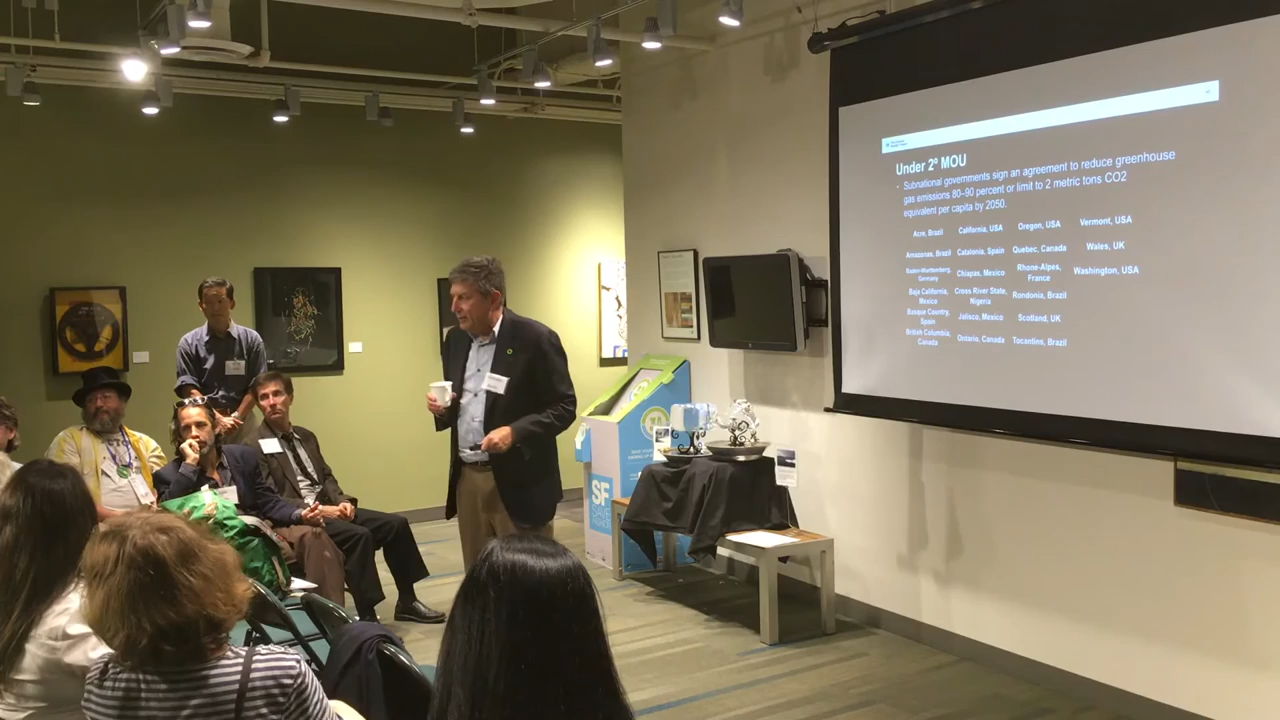 Under 2º MOU
• Subnational governments sign an agreement to reduce greenhouse
gas emissions 80–90 percent or limit to 2 metric tons CO2
equivalent per capita by 2050.
Acre, Brazil California, USA Oregon, USA Vermont, USA
Amazonas, Brazil Catalonia, Spain Quebec, Canada Wales, UK
Baden-Wurttemberg, Germany Chiapas, Mexico Rhone-Alpes, France Washington, USA
Baja California, Mexico Cross River State, Nigeria Rondonia, Brazil
Basque Country, Spain Jalisco, Mexico Scotland, UK
British Columbia, Canada Ontario, Canada Tocantins, Brazil
SF
SAVE
FASHION